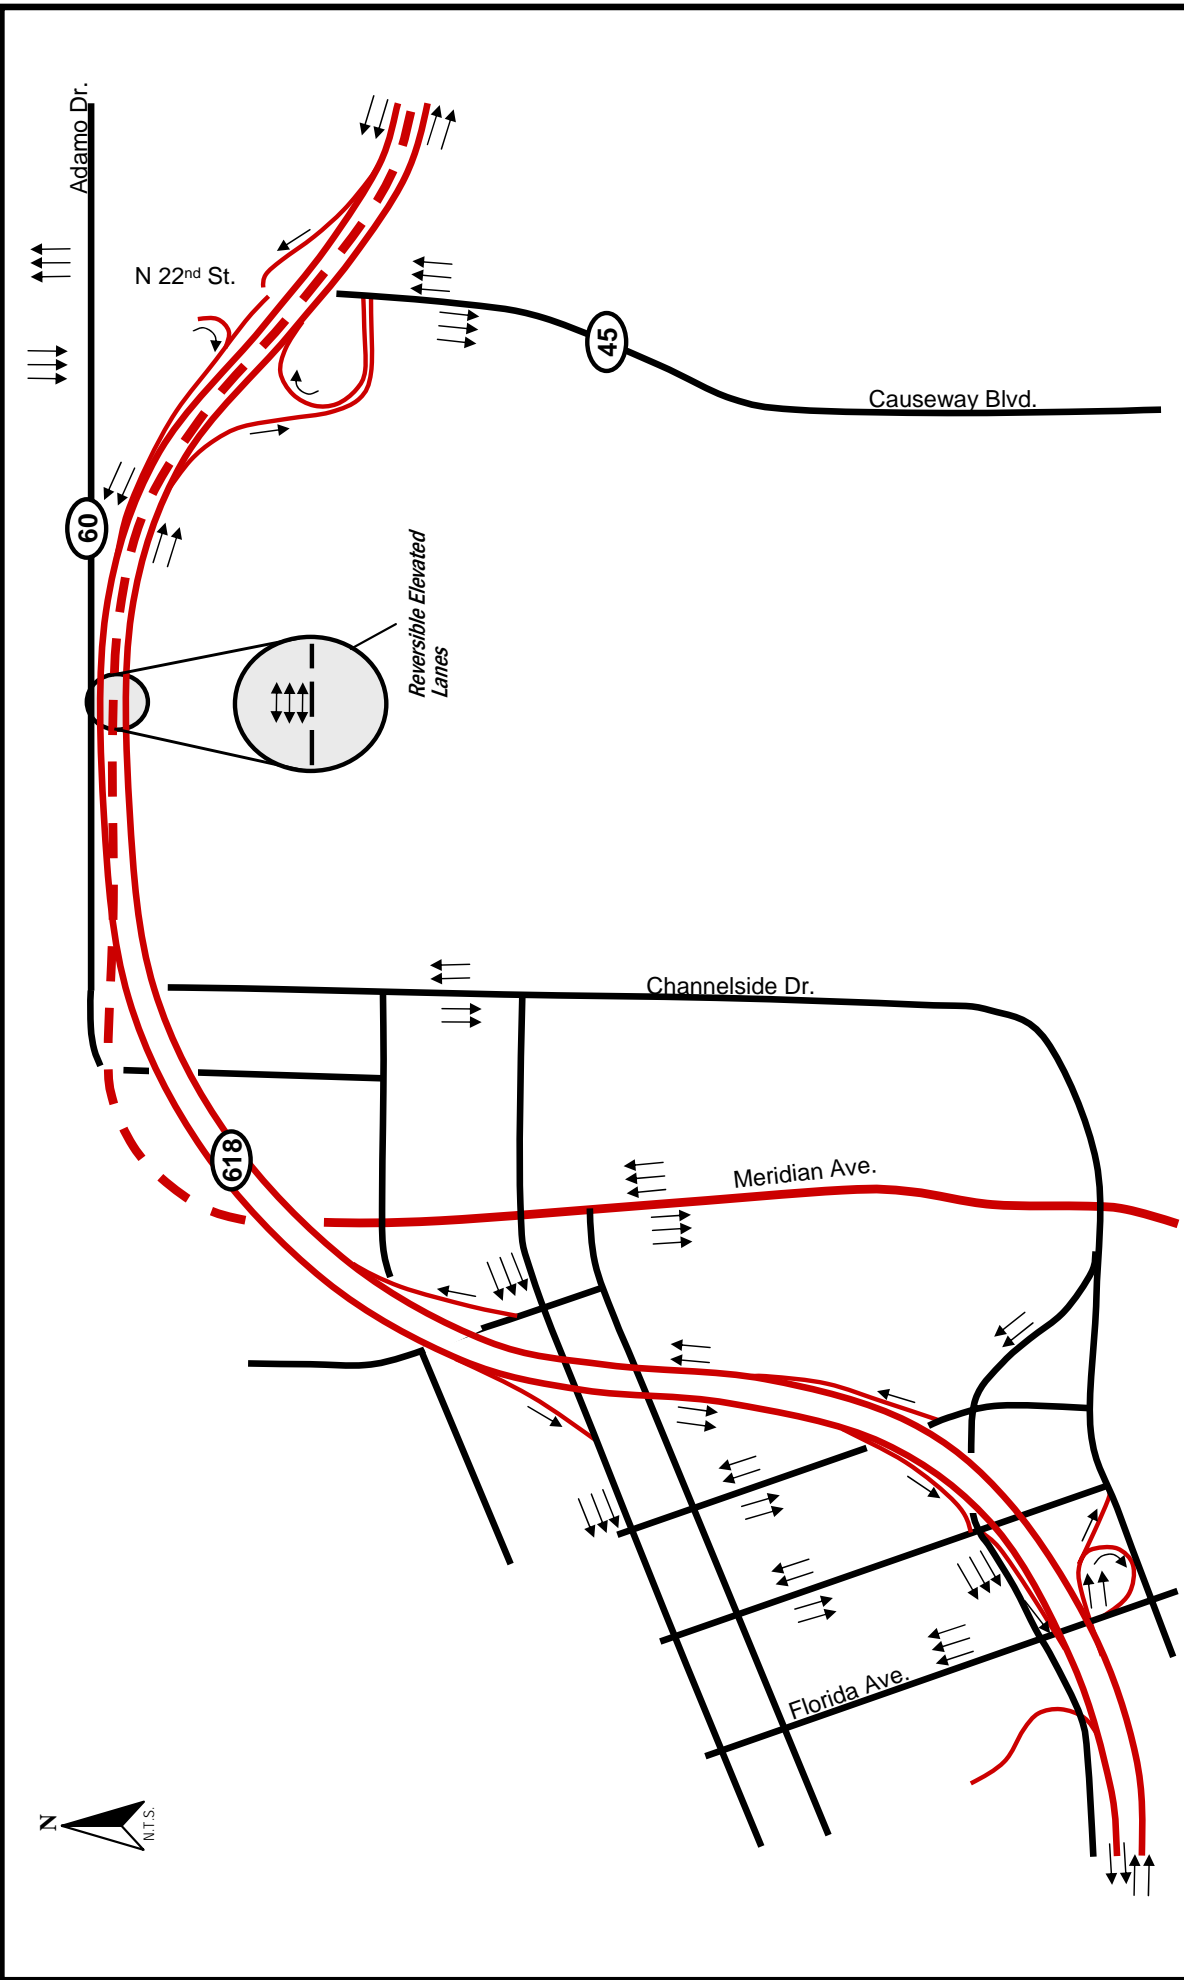 Adamo Dr.
N 22nd St.
45
Causeway Blvd.
60
Reversible Elevated
Lanes
Channelside Dr.
618
Meridian Ave.
Florida Ave.
N
N.T.S.